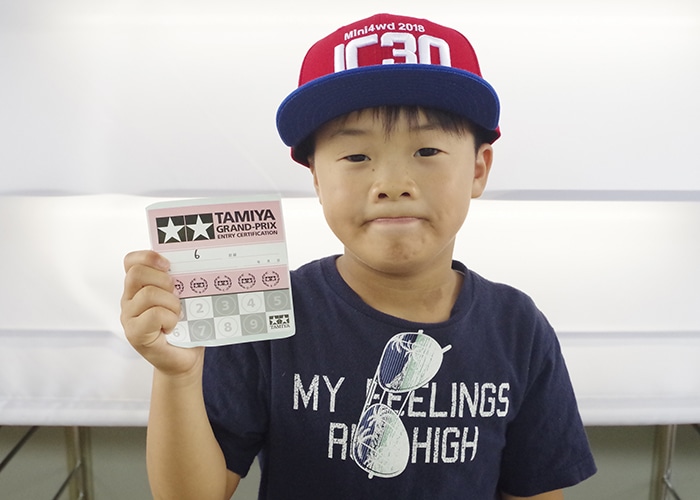 Mini4wd 2018
JC30
TAMIYA
GRAND-PRIX
ENTRY CERTIFICATION
6
2 3 4 5
6 7 8 9
TAMIYA
MY FEELINGS
HIGH